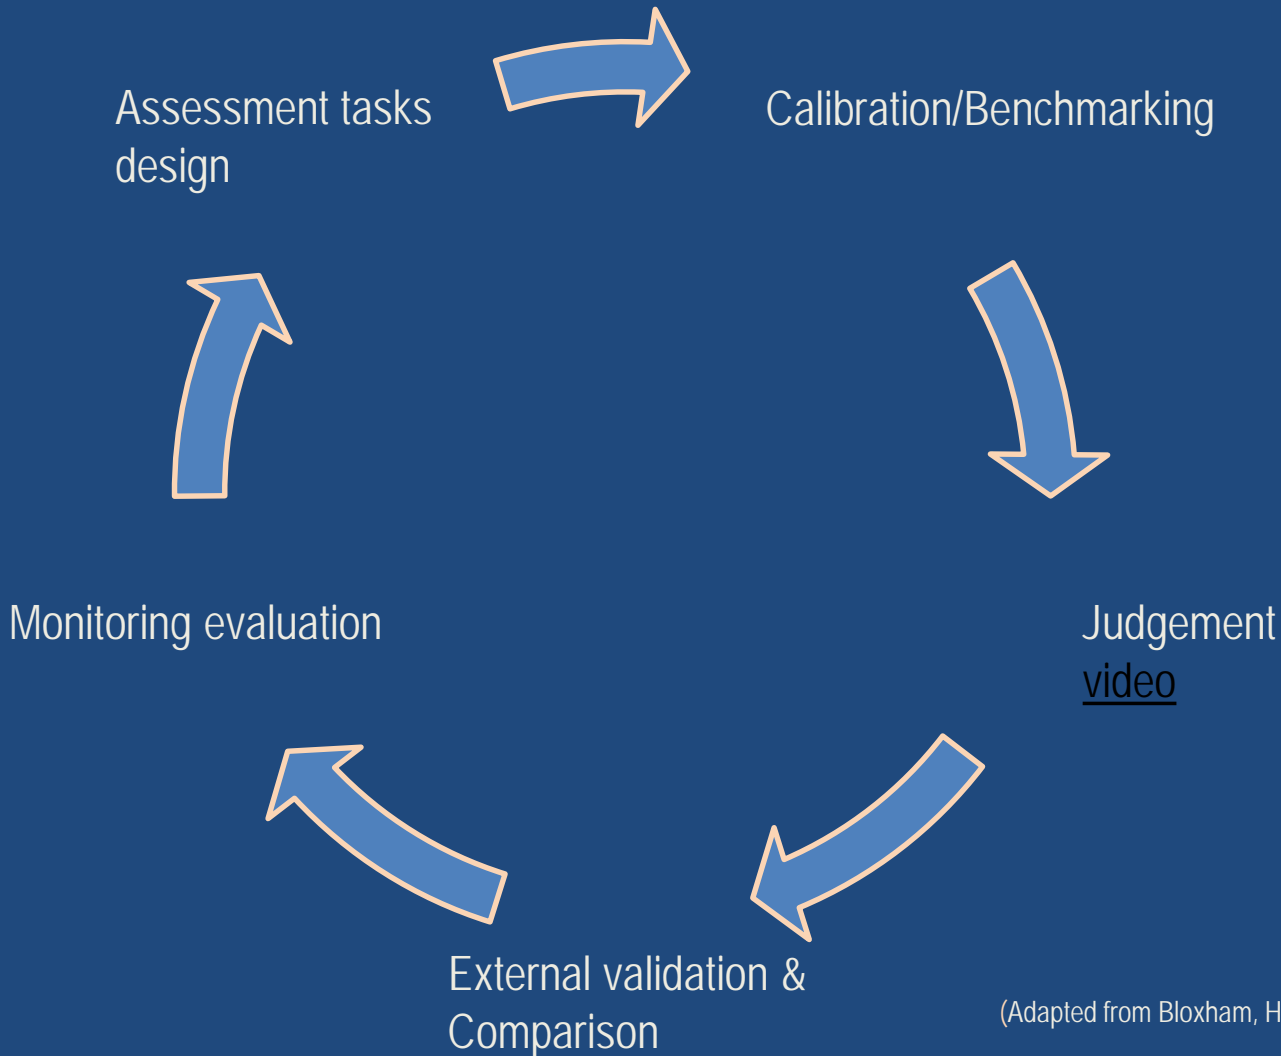 Assessment tasks
design
Calibration/Benchmarking
Judgement
video
External validation &
Comparison
Monitoring evaluation
(Adapted from Bloxham, H